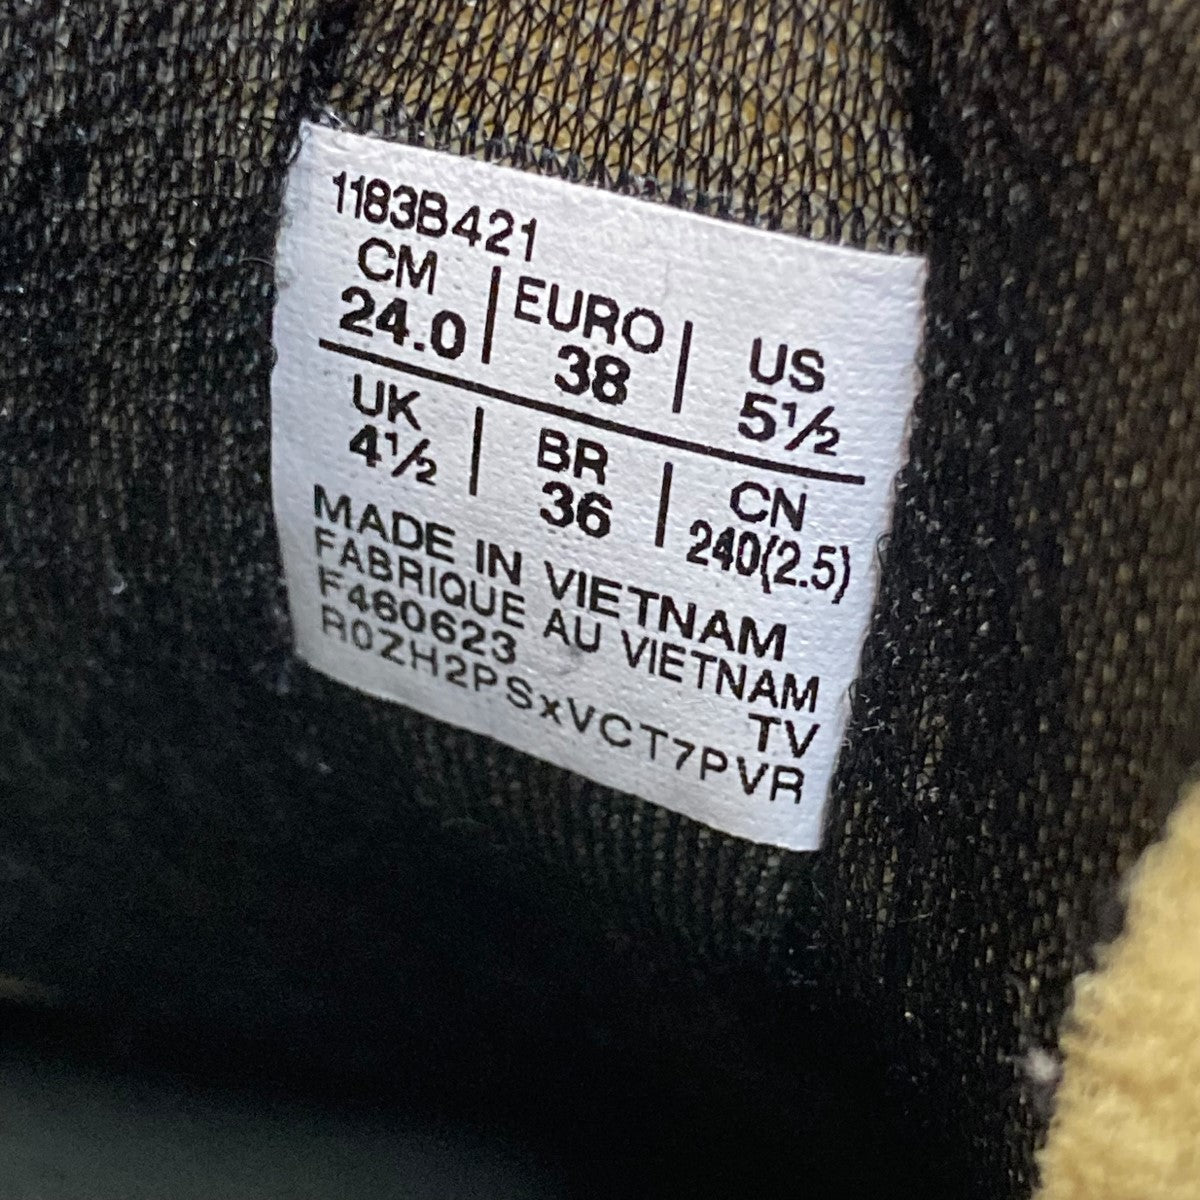 1183B421
CM | EURO | US
24.0 | 38 | 5½
UK | BR | CN
4½ | 36 | 240(2.5)
MADE IN VIETNAM
FABRIQUE AU VIETNAM
F460623 TV
R0ZH2PSxVCT7PVR